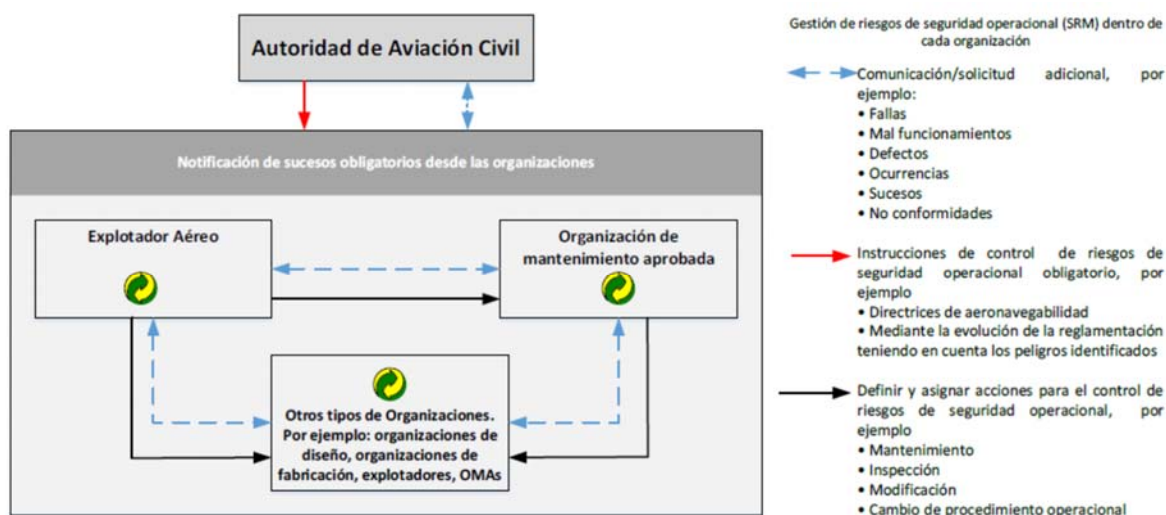 Autoridad de Aviación Civil
Notificación de sucesos obligatorios desde las organizaciones
Explotador Aéreo
Organización de
mantenimiento aprobada
Otros tipos de Organizaciones.
Por ejemplo: organizaciones de
diseño, organizaciones de
fabricación, explotadores, OMAs
Gestión de riesgos de seguridad operacional (SRM) dentro de
cada organización
Comunicación/solicitud adicional, por
ejemplo:
• Fallas
• Mal funcionamientos
• Defectos
• Ocurrencias
• Sucesos
• No conformidades
Instrucciones de control de riesgos de
seguridad operacional obligatorio, por
ejemplo
• Directrices de aeronavegabilidad
• Mediante la evolución de la reglamentación
teniendo en cuenta los peligros identificados
Definir y asignar acciones para el control de
riesgos de seguridad operacional, por
ejemplo
• Mantenimiento
• Inspección
• Modificación
• Cambio de procedimiento operacional